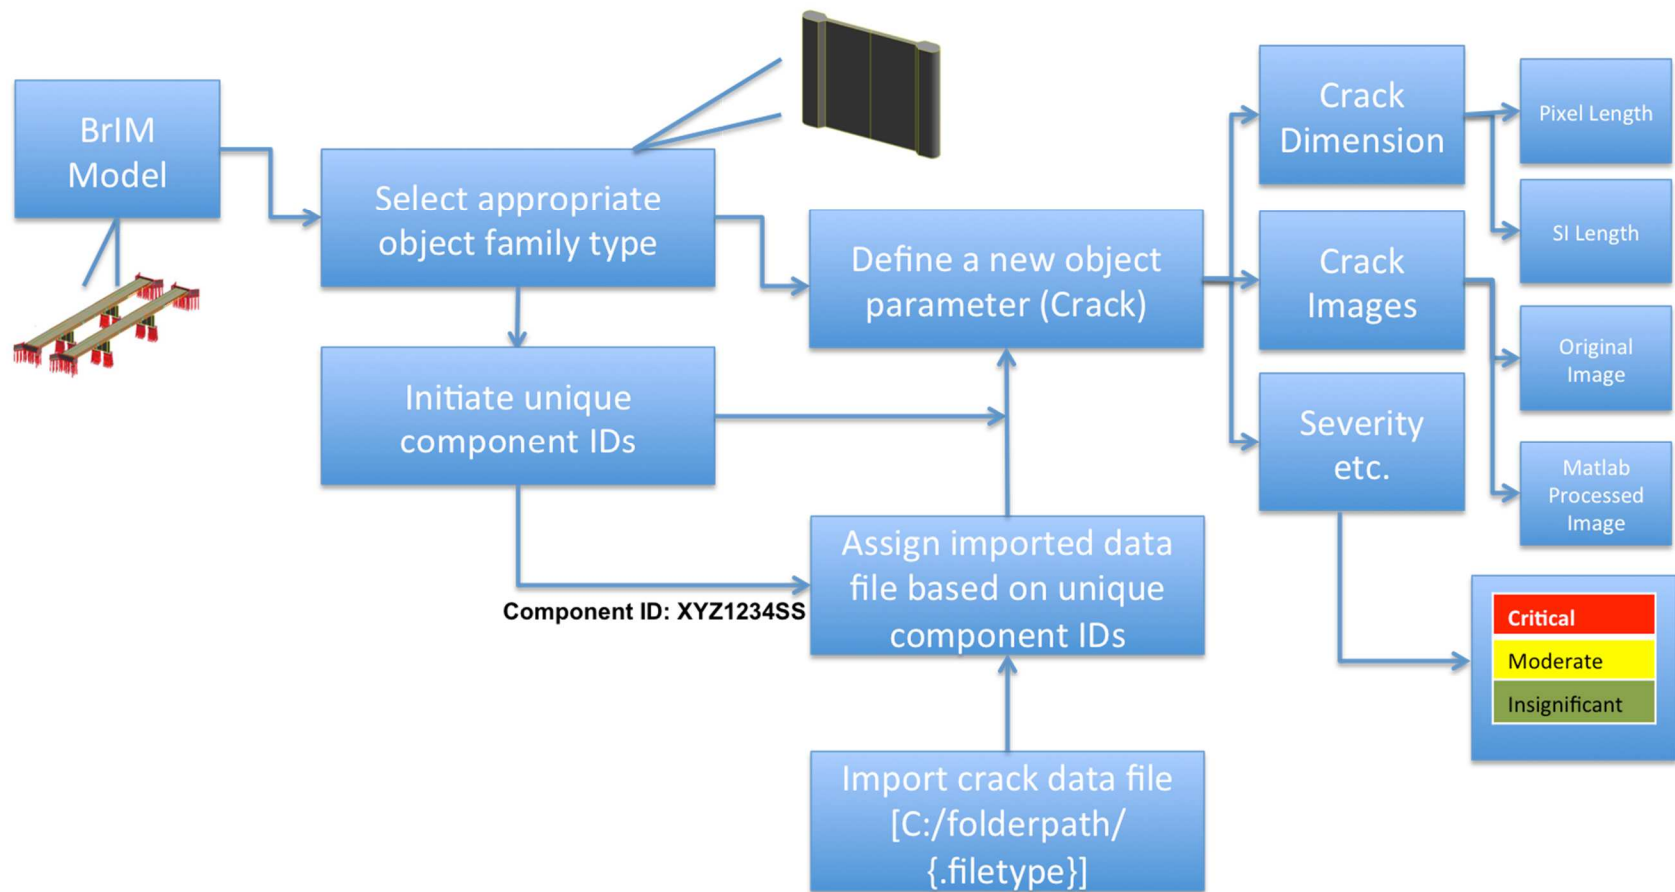 BrIM
Model
Select appropriate
object family type
Initiate unique
component IDs
Component ID: XYZ1234SS
Define a new object
parameter (Crack)
Assign imported data
file based on unique
component IDs
Import crack data file
[C:/folderpath/
{.filetype}]
Crack
Dimension
Crack
Images
Severity
etc.
Pixel Length
SI Length
Original
Image
Matlab
Processed
Image
Critical
Moderate
Insignificant